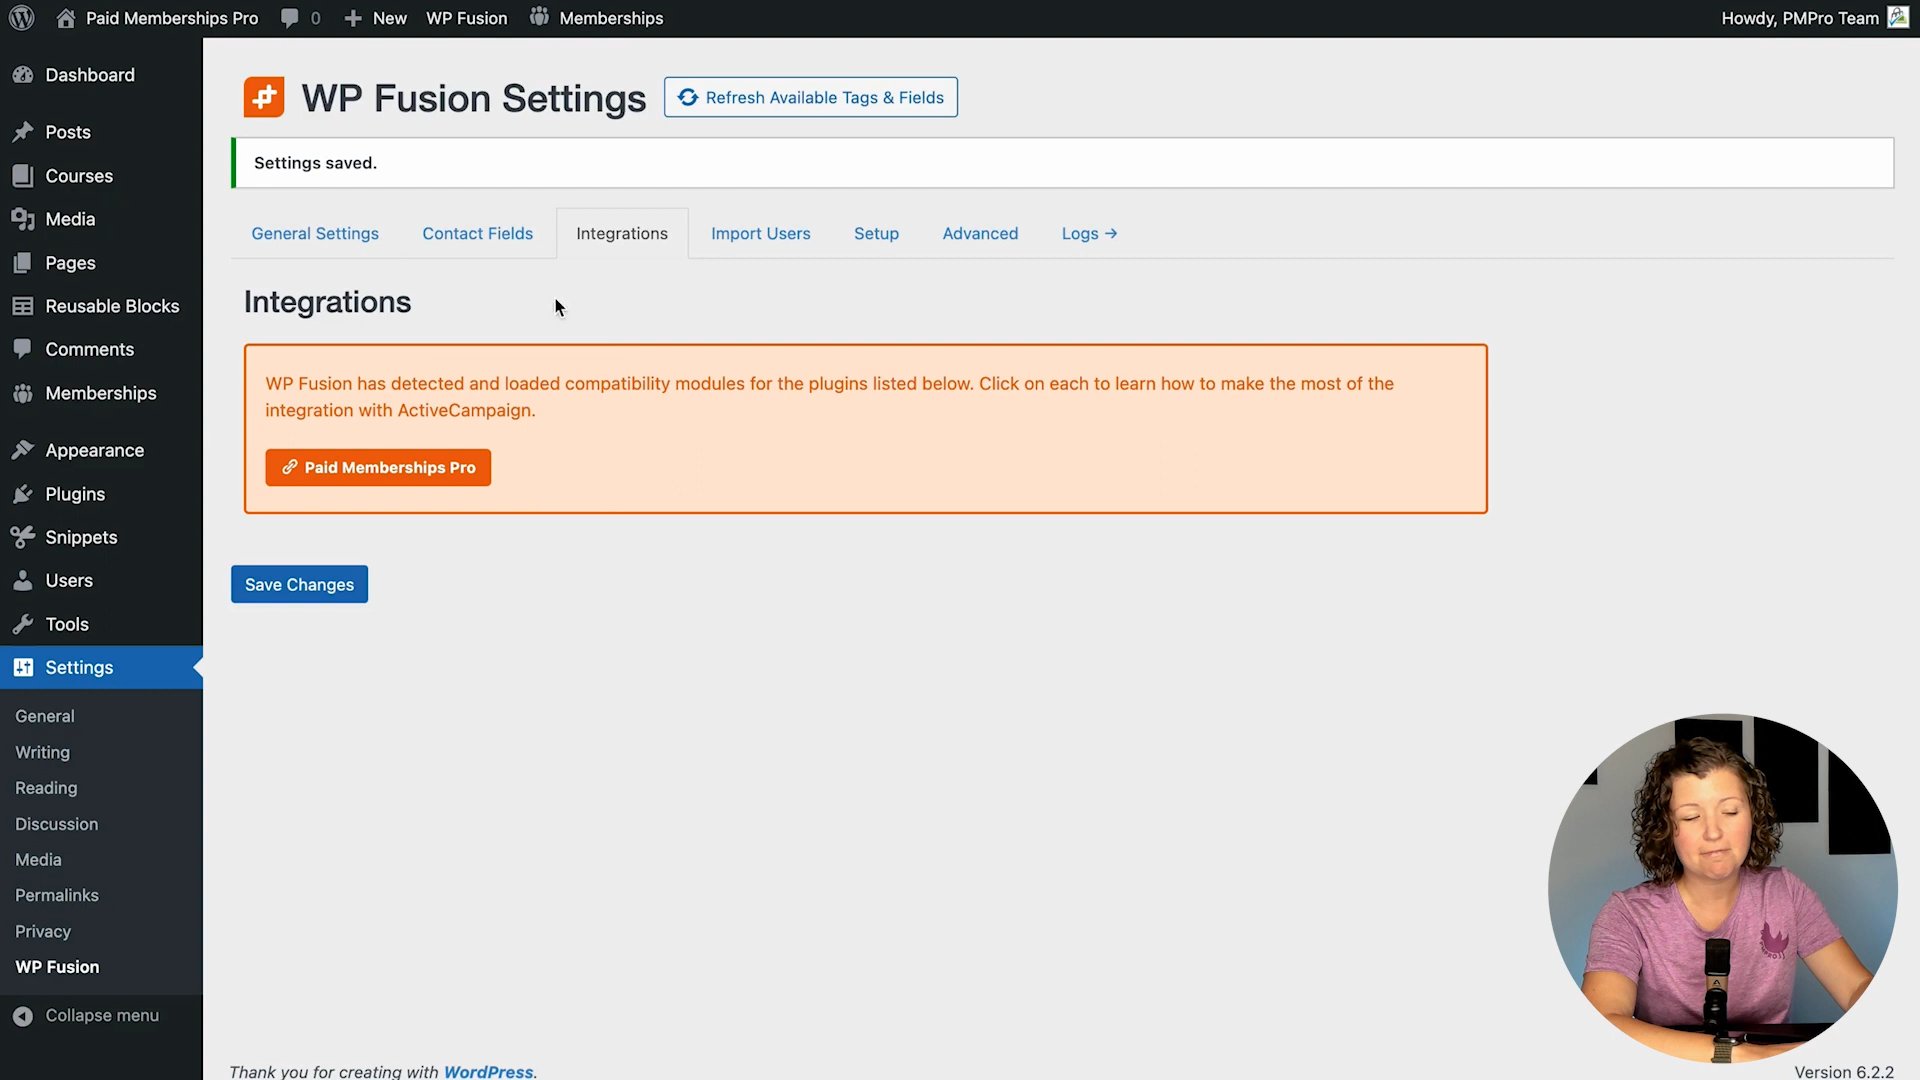 Paid Memberships Pro
0
New
WP Fusion
Memberships
Howdy, PMPro Team
Dashboard
Posts
Courses
Media
Pages
Reusable Blocks
Comments
Memberships
Appearance
Plugins
Snippets
Users
Tools
Settings
General
Writing
Reading
Discussion
Media
Permalinks
Privacy
WP Fusion
Collapse menu
WP Fusion Settings
Refresh Available Tags & Fields
Settings saved.
General Settings
Contact Fields
Integrations
Import Users
Setup
Advanced
Logs →
Integrations
WP Fusion has detected and loaded compatibility modules for the plugins listed below. Click on each to learn how to make the most of the
integration with ActiveCampaign.
Paid Memberships Pro
Save Changes
Thank you for creating with WordPress.
Version 6.2.2